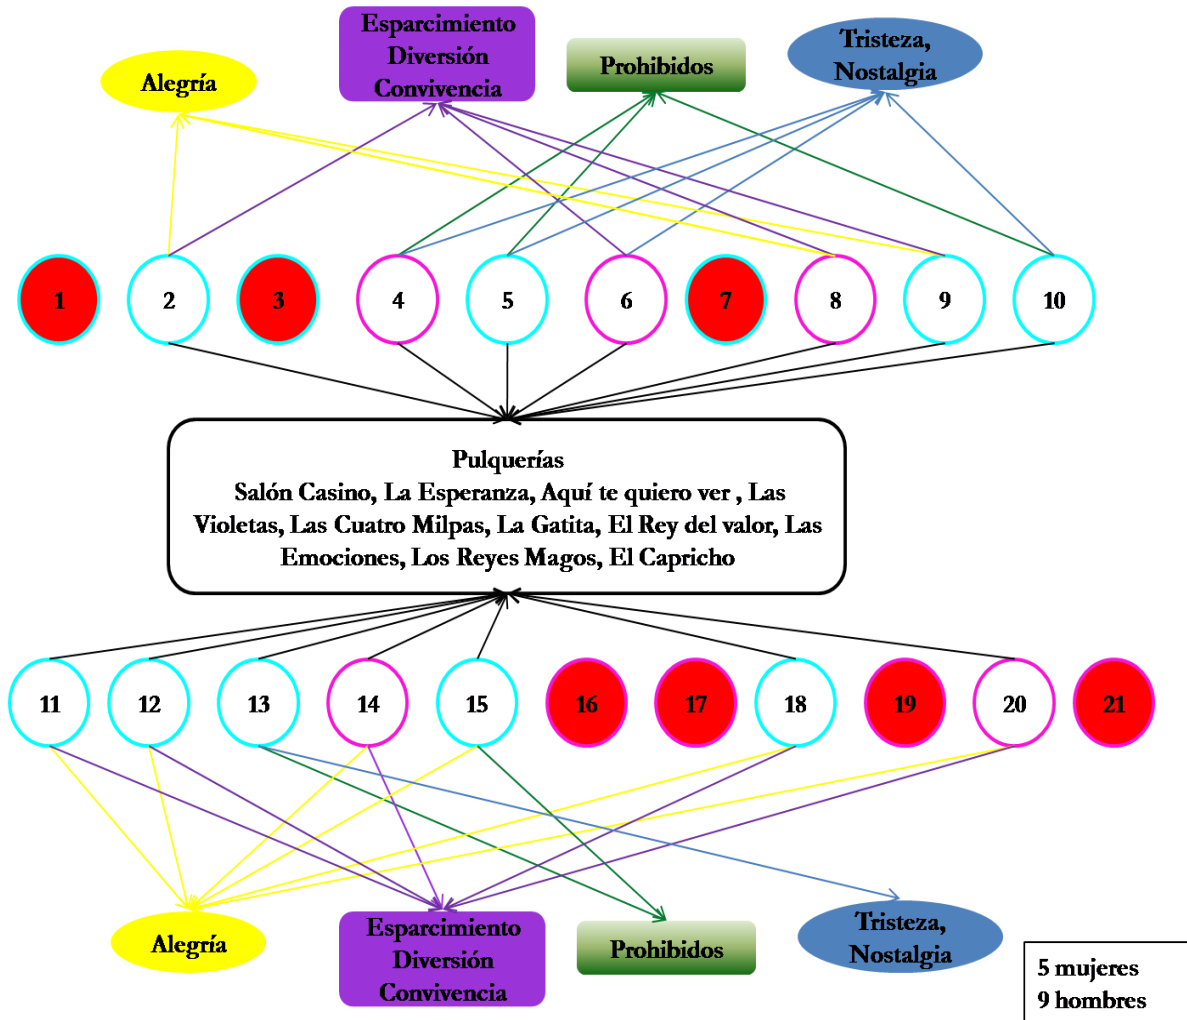 Esparcimiento
Diversión
Convivencia
Tristeza,
Nostalgia
Prohibidos
Alegría
1
2
3
4
5
6
7
8
9
10
Pulquerías
Salón Casino, La Esperanza, Aquí te quiero ver , Las
Violetas, Las Cuatro Milpas, La Gatita, El Rey del valor, Las
Emociones, Los Reyes Magos, El Capricho
11
12
13
14
15
16
17
18
19
20
21
Alegría
Esparcimiento
Diversión
Convivencia
Prohibidos
Tristeza,
Nostalgia
5 mujeres
9 hombres